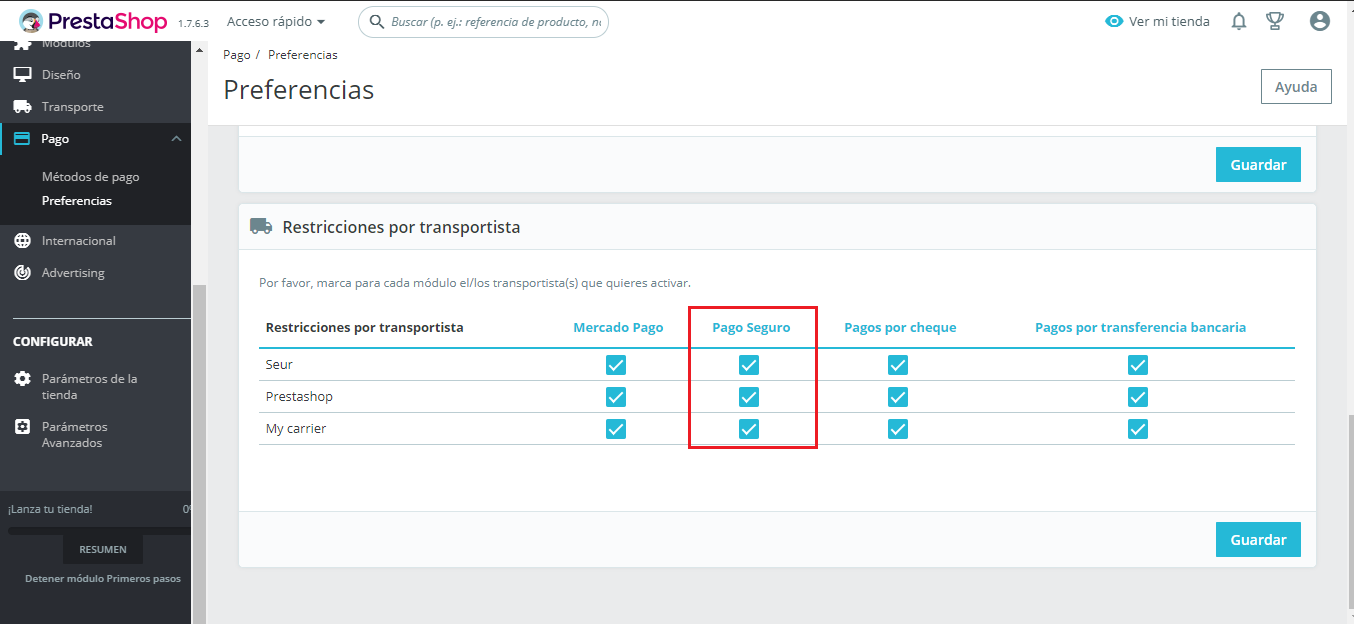 PrestaShop 1.7.6.3 Acceso rápido Buscar (p. ej.: referencia de producto, no Ver mi tienda
Módulos
Diseño
Transporte
Pago
Métodos de pago
Preferencias
Internacional
Advertising
CONFIGURAR
Parámetros de la
tienda
Parámetros
Avanzados
¡Lanza tu tienda! 0%
RESUMEN
Detener módulo Primeros pasos
Pago / Preferencias
Preferencias
Ayuda
Guardar
Restricciones por transportista
Por favor, marca para cada módulo el/los transportista(s) que quieres activar.
Restricciones por transportista Mercado Pago Pago Seguro Pagos por cheque Pagos por transferencia bancaria
Seur
Prestashop
My carrier
Guardar